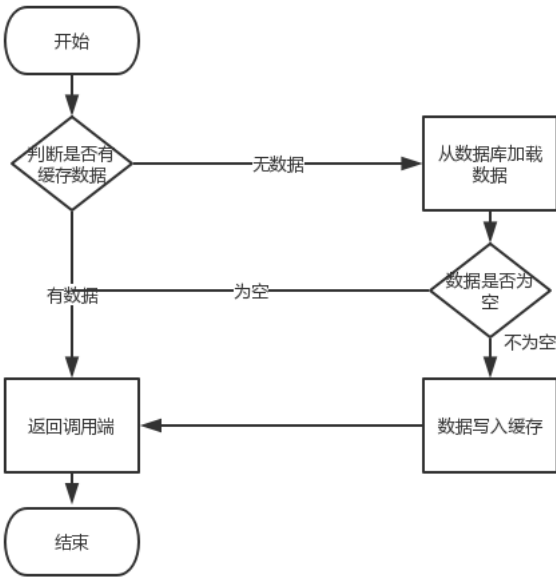 开始
判断是否有
缓存数据
无数据
从数据库加载
数据
有数据
为空
数据是否为
空
不为空
返回调用端
数据写入缓存
结束